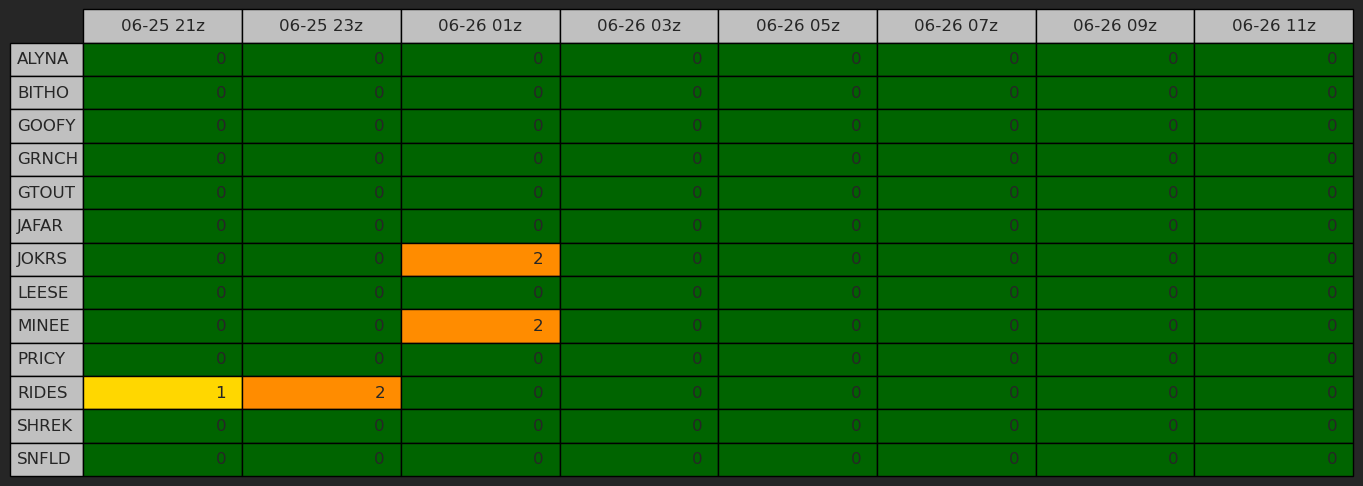 06-25 21z 06-25 23z 06-26 01z 06-26 03z 06-26 05z 06-26 07z 06-26 09z 06-26 11z
ALYNA 0 0 0 0 0 0 0 0
BITHO 0 0 0 0 0 0 0 0
GOOFY 0 0 0 0 0 0 0 0
GRNCH 0 0 0 0 0 0 0 0
GTOUT 0 0 0 0 0 0 0 0
JAFAR 0 0 0 0 0 0 0 0
JOKRS 0 0 2 0 0 0 0 0
LEESE 0 0 0 0 0 0 0 0
MINEE 0 0 2 0 0 0 0 0
PRICY 0 0 0 0 0 0 0 0
RIDES 1 2 0 0 0 0 0 0
SHREK 0 0 0 0 0 0 0 0
SNFLD 0 0 0 0 0 0 0 0